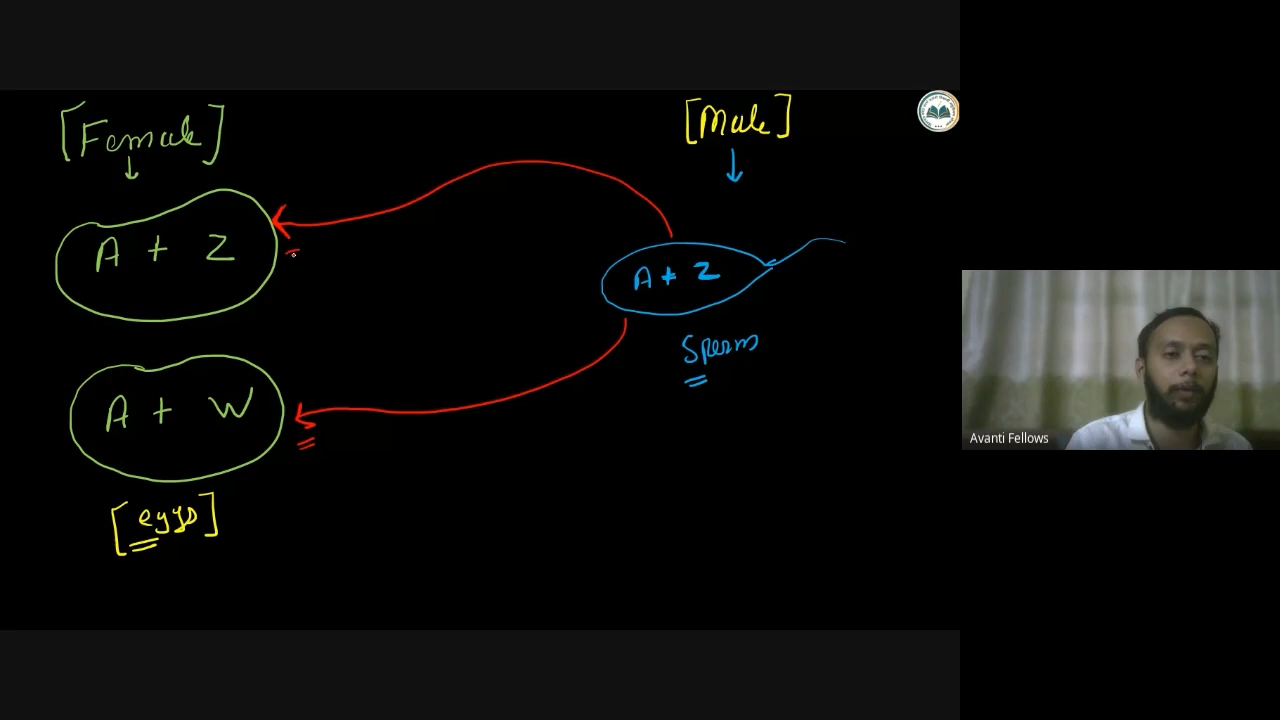 [Female]
[Male]
A + Z
A + Z
Sperm
A + W
[eggs]
Avanti Fellows